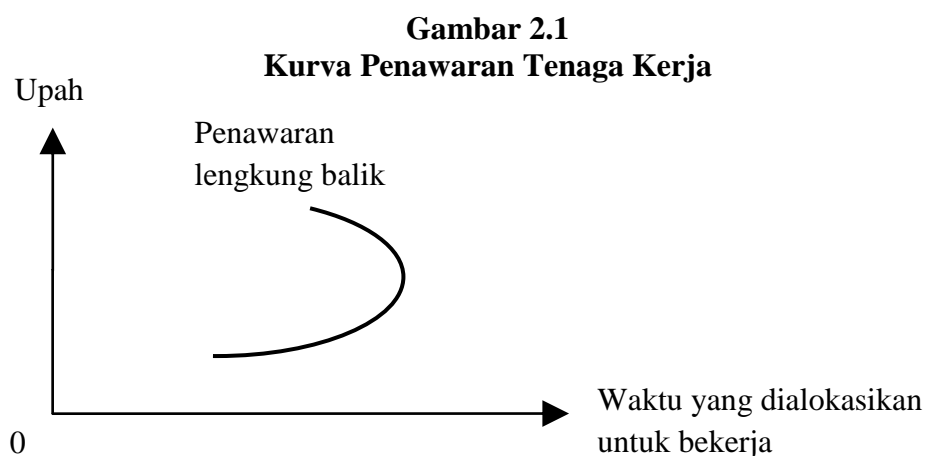 Gambar 2.1
Kurva Penawaran Tenaga Kerja
Upah
Penawaran
lengkung balik
Waktu yang dialokasikan
untuk bekerja
0